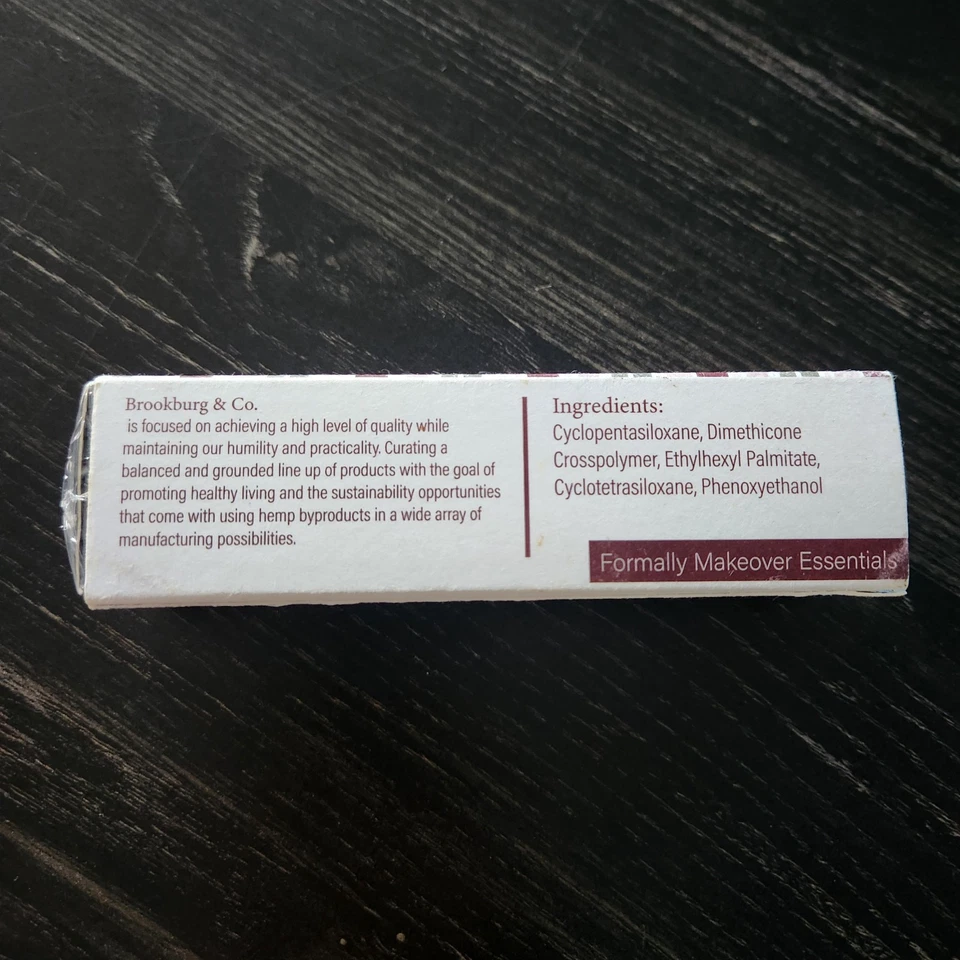 Brookburg & Co.
is focused on achieving a high level of quality while
maintaining our humility and practicality. Curating a
balanced and grounded line up of products with the goal of
promoting healthy living and the sustainability opportunities
that come with using hemp byproducts in a wide array of
manufacturing possibilities.
Ingredients:
Cyclopentasiloxane, Dimethicone
Crosspolymer, Ethylhexyl Palmitate,
Cyclotetrasiloxane, Phenoxyethanol
Formally Makeover Essentials